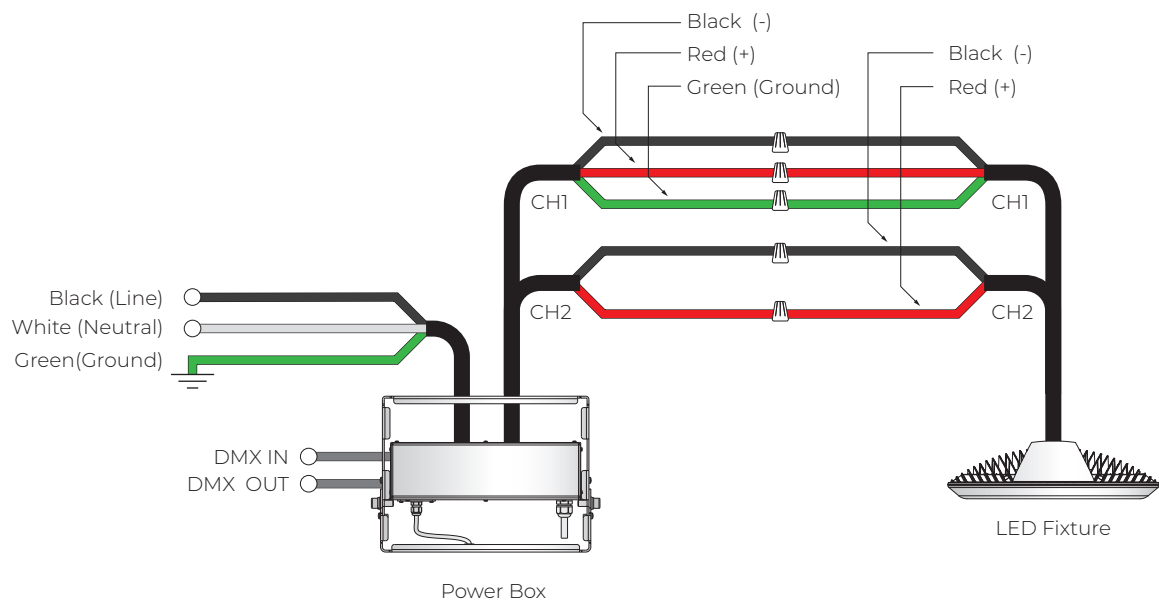 Black (-)
Red (+)
Green (Ground)
Black (-)
Red (+)
CH1
CH1
CH2
CH2
Black (Line)
White (Neutral)
Green(Ground)
DMX IN
DMX OUT
LED Fixture
Power Box